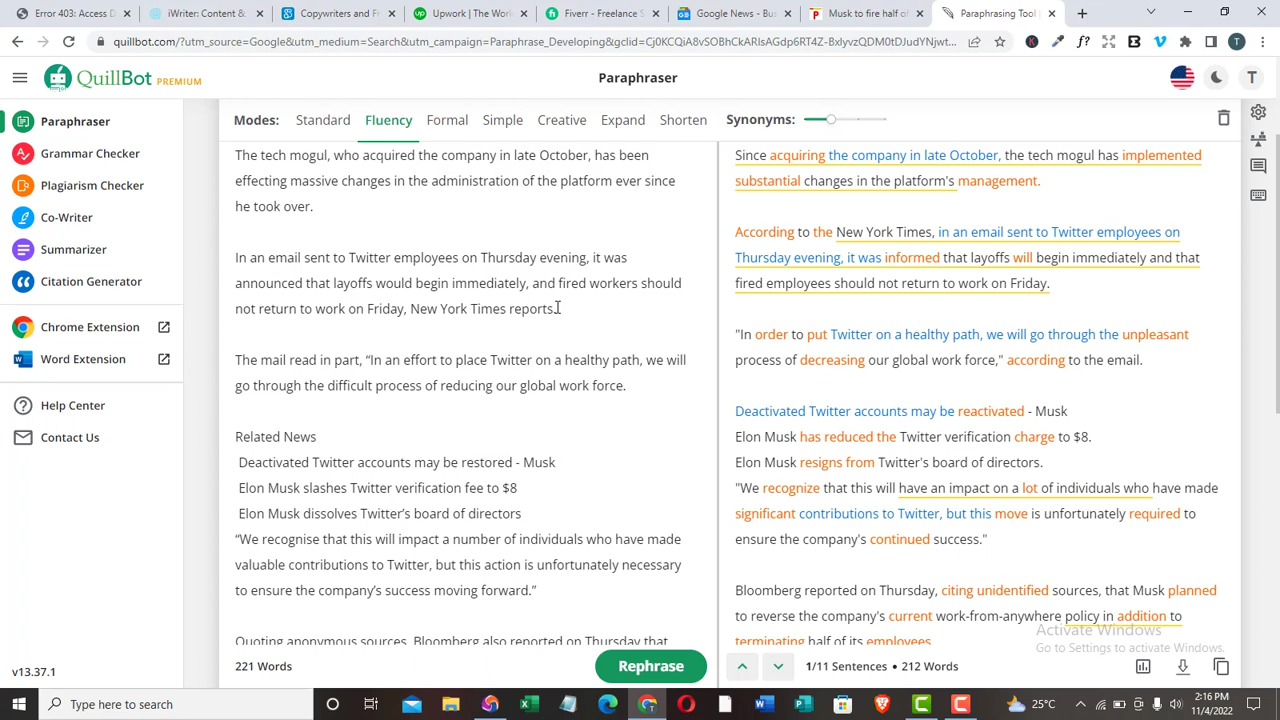 Error 403: Acces
iWriter: Content &
Copywrites and F
Upwork | The Wor
Fiverr - Freelance S
Google News - Bus
Musk to fire half of
Paraphrasing Tool |
quillbot.com/?utm_source=Google&utm_medium=Search&utm_campaign=Paraphrase_Developing&gclid=Cj0KCQiA8vSOBhCkARIsAGdp6RT4Z-BxlyvzQDM0tDJudYNjwt...
QuillBot PREMIUM
Paraphraser
T
Paraphraser
Grammar Checker
Plagiarism Checker
Co-Writer
Summarizer
Citation Generator
Chrome Extension
Word Extension
Help Center
Contact Us
v13.37.1
Modes: Standard Fluency Formal Simple Creative Expand Shorten Synonyms:
The tech mogul, who acquired the company in late October, has been
effecting massive changes in the administration of the platform ever since
he took over.
In an email sent to Twitter employees on Thursday evening, it was
announced that layoffs would begin immediately, and fired workers should
not return to work on Friday, New York Times reports.
The mail read in part, “In an effort to place Twitter on a healthy path, we will
go through the difficult process of reducing our global work force.
Related News
Deactivated Twitter accounts may be restored - Musk
Elon Musk slashes Twitter verification fee to $8
Elon Musk dissolves Twitter’s board of directors
“We recognise that this will impact a number of individuals who have made
valuable contributions to Twitter, but this action is unfortunately necessary
to ensure the company’s success moving forward.”
Quoting anonymous sources, Bloomberg also reported on Thursday that
221 Words
Rephrase
Since acquiring the company in late October, the tech mogul has implemented
substantial changes in the platform's management.
According to the New York Times, in an email sent to Twitter employees on
Thursday evening, it was informed that layoffs will begin immediately and that
fired employees should not return to work on Friday.
"In order to put Twitter on a healthy path, we will go through the unpleasant
process of decreasing our global work force," according to the email.
Deactivated Twitter accounts may be reactivated - Musk
Elon Musk has reduced the Twitter verification charge to $8.
Elon Musk resigns from Twitter's board of directors.
"We recognize that this will have an impact on a lot of individuals who have made
significant contributions to Twitter, but this move is unfortunately required to
ensure the company's continued success."
Bloomberg reported on Thursday, citing unidentified sources, that Musk planned
to reverse the company's current work-from-anywhere policy in addition to
terminating half of its employees.
1/11 Sentences • 212 Words
Activate Windows
Go to Settings to activate Windows.
Type here to search
25°C
2:16 PM
11/4/2022